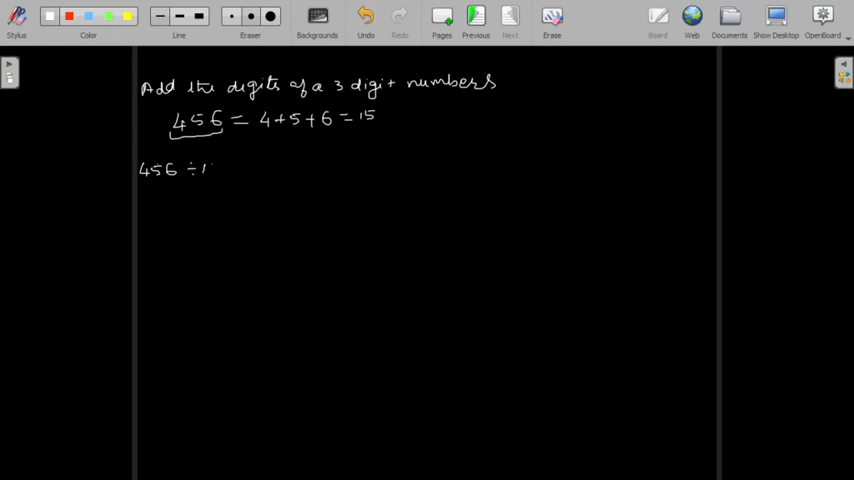 Stylus Color Line Eraser Backgrounds Undo Redo Pages Previous Next Erase Board Web Documents Show Desktop OpenBoard
Add the digits of a 3 digit numbers
456 = 4+5+6 = 15
456 ÷1